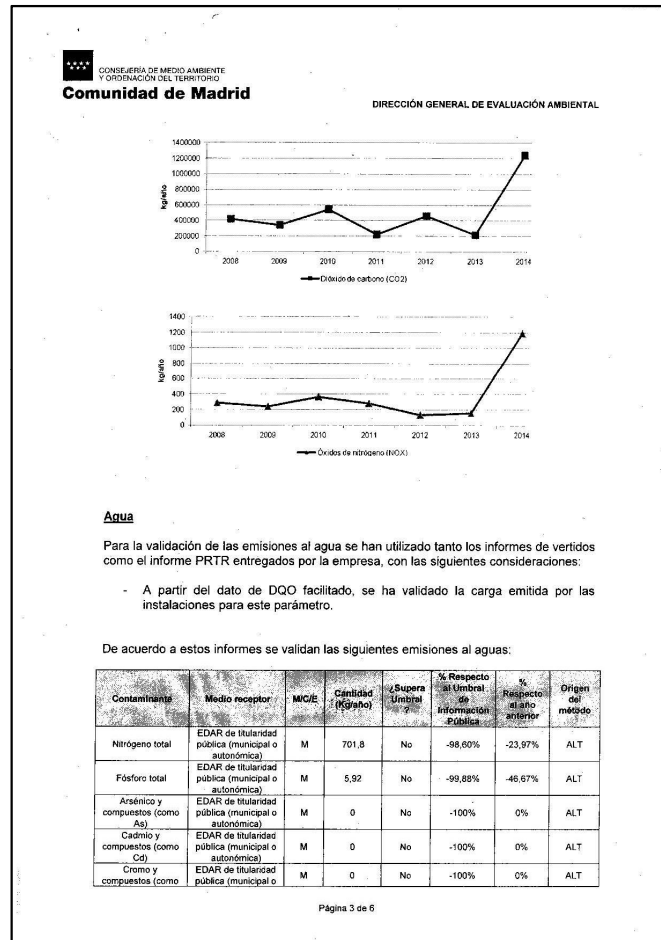 CONSEJERÍA DE MEDIO AMBIENTE
Y ORDENACIÓN DEL TERRITORIO
Comunidad de Madrid
DIRECCIÓN GENERAL DE EVALUACIÓN AMBIENTAL
1400000
1200000
1000000
800000
600000
400000
200000
0
kg/año
2008 2009 2010 2011 2012 2013 2014
Dióxido de carbono (CO2)
1400
1200
1000
800
600
400
200
0
kg/año
2008 2009 2010 2011 2012 2013 2014
Óxidos de nitrógeno (NOX)
Agua
Para la validación de las emisiones al agua se han utilizado tanto los informes de vertidos
como el informe PRTR entregados por la empresa, con las siguientes consideraciones:
- A partir del dato de DQO facilitado, se ha validado la carga emitida por las
instalaciones para este parámetro.
De acuerdo a estos informes se validan las siguientes emisiones al aguas:
Contaminante | Medio receptor | M/C/E | Cantidad (Kg/año) | ¿Supera Umbral ? | % Respecto al Umbral de Información Pública | % Respecto al año anterior | Origen del método
Nitrógeno total | EDAR de titularidad pública (municipal o autonómica) | M | 701,8 | No | -98,60% | -23,97% | ALT
Fósforo total | EDAR de titularidad pública (municipal o autonómica) | M | 5,92 | No | -99,88% | -46,67% | ALT
Arsénico y compuestos (como As) | EDAR de titularidad pública (municipal o autonómica) | M | 0 | No | -100% | 0% | ALT
Cadmio y compuestos (como Cd) | EDAR de titularidad pública (municipal o autonómica) | M | 0 | No | -100% | 0% | ALT
Cromo y compuestos (como | EDAR de titularidad pública (municipal o | M | 0 | No | -100% | 0% | ALT
Página 3 de 6